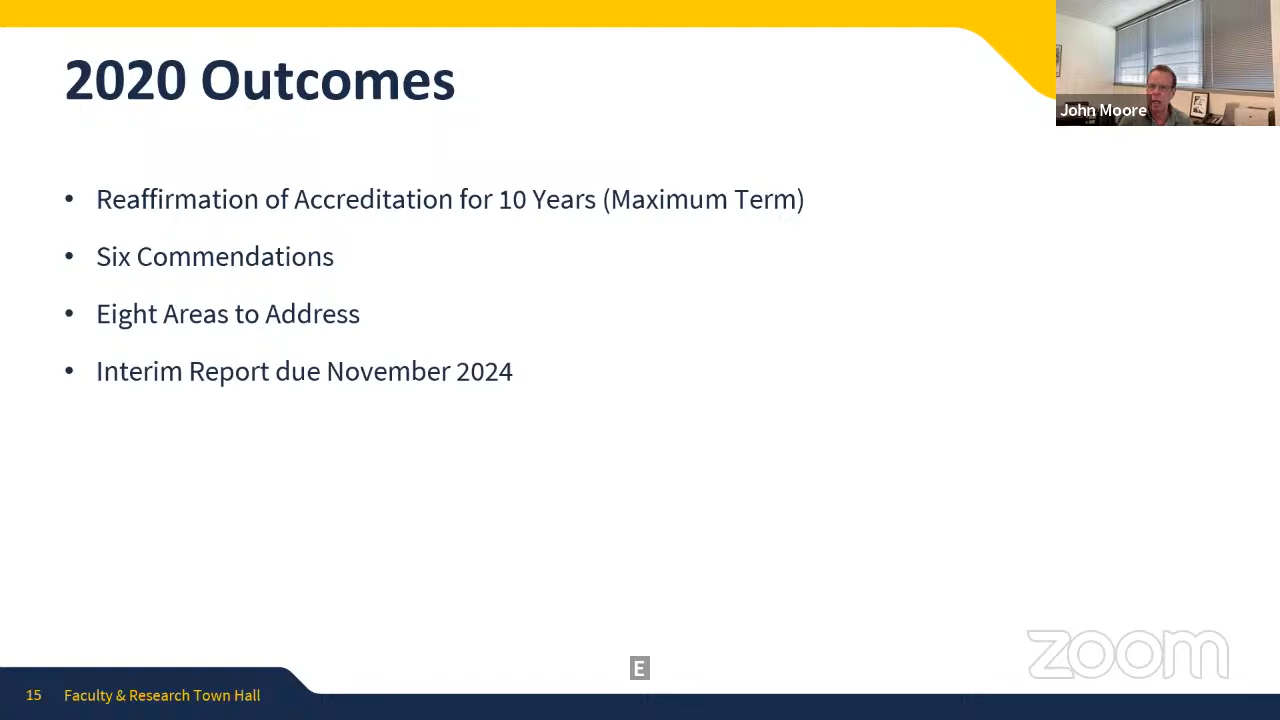 2020 Outcomes
John Moore
• Reaffirmation of Accreditation for 10 Years (Maximum Term)
• Six Commendations
• Eight Areas to Address
• Interim Report due November 2024
zoom
E
15 Faculty & Research Town Hall